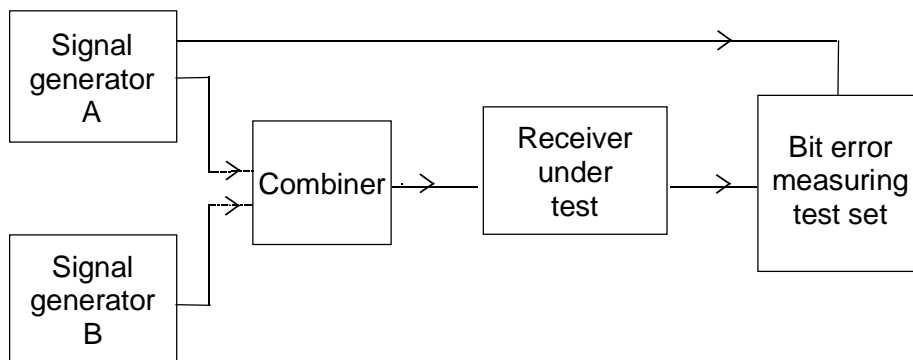 Signal
generator
A
Combiner
Receiver
under
test
Bit error
measuring
test set
Signal
generator
B